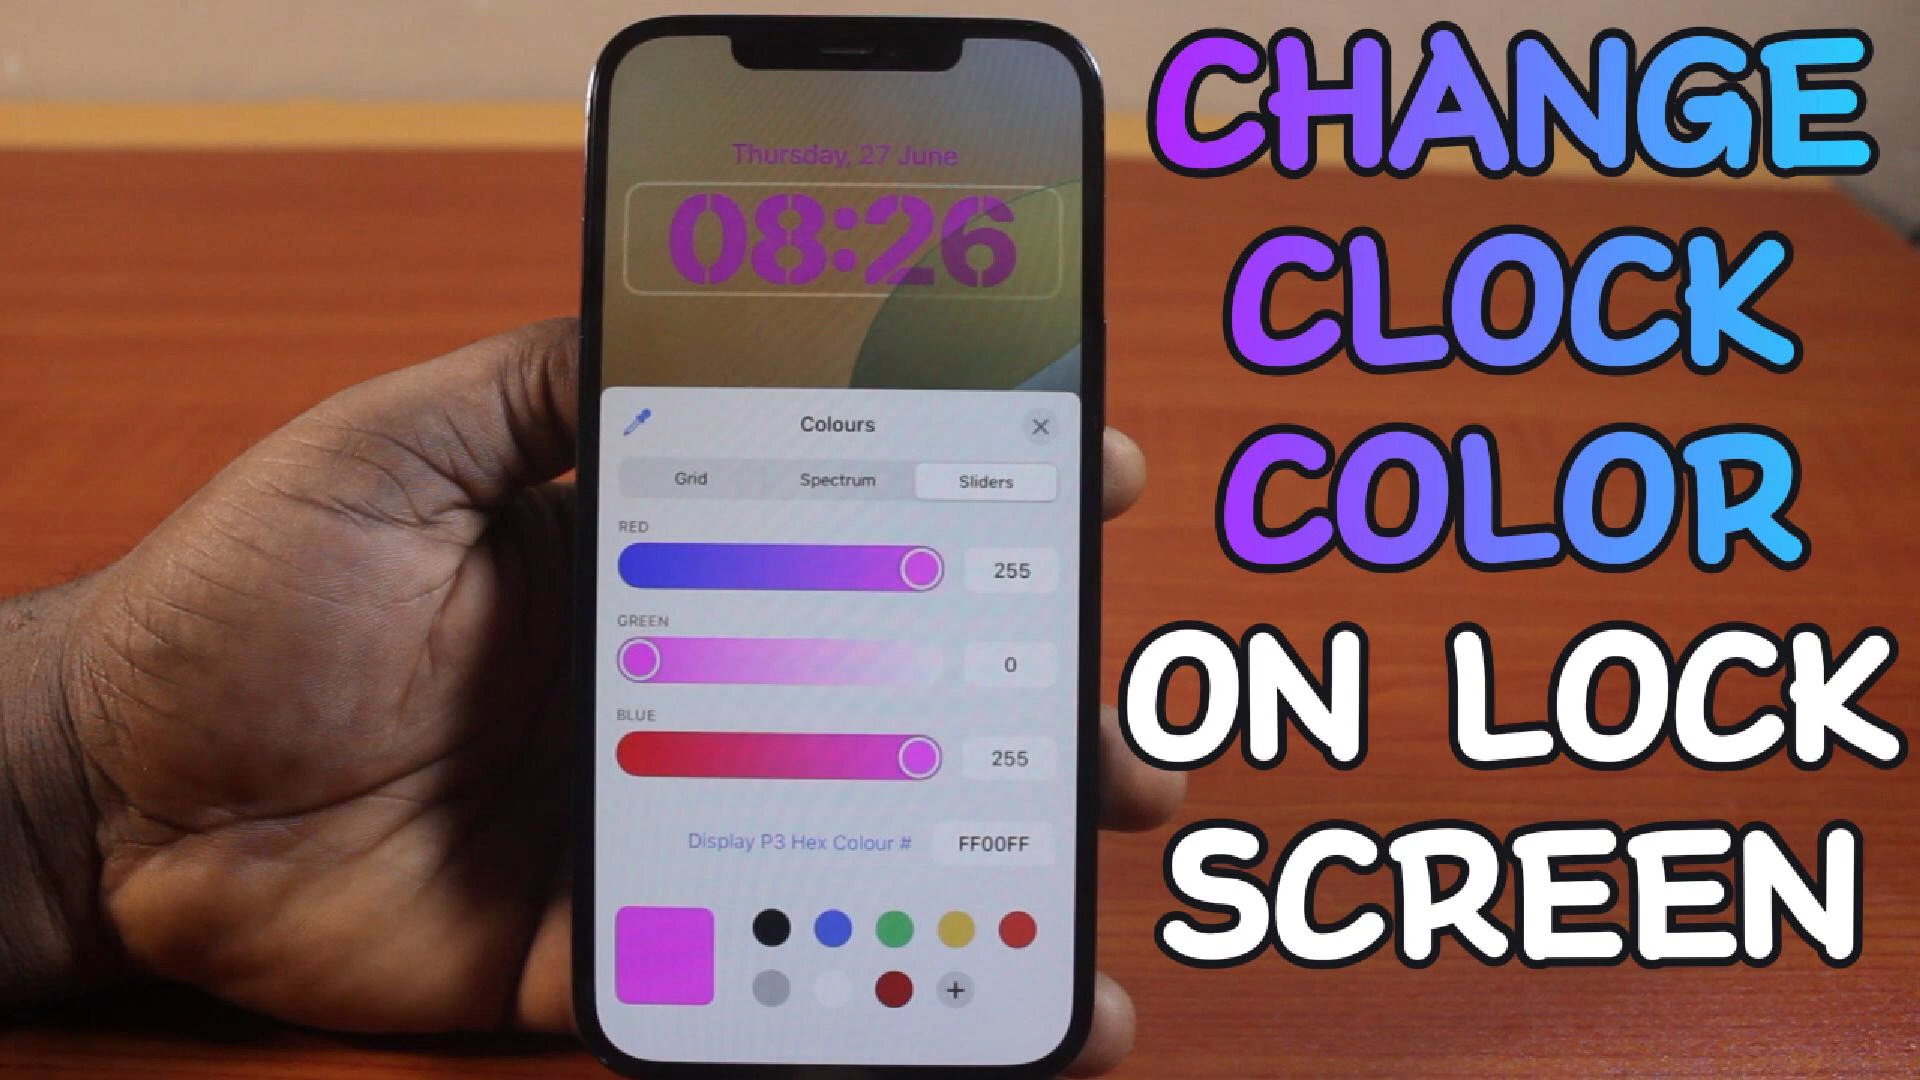 Thursday, 27 June
08:26
Colours
Grid Spectrum Sliders
RED
255
GREEN
0
BLUE
255
Display P3 Hex Colour # FF00FF
CHANGE
CLOCK
COLOR
ON LOCK
SCREEN